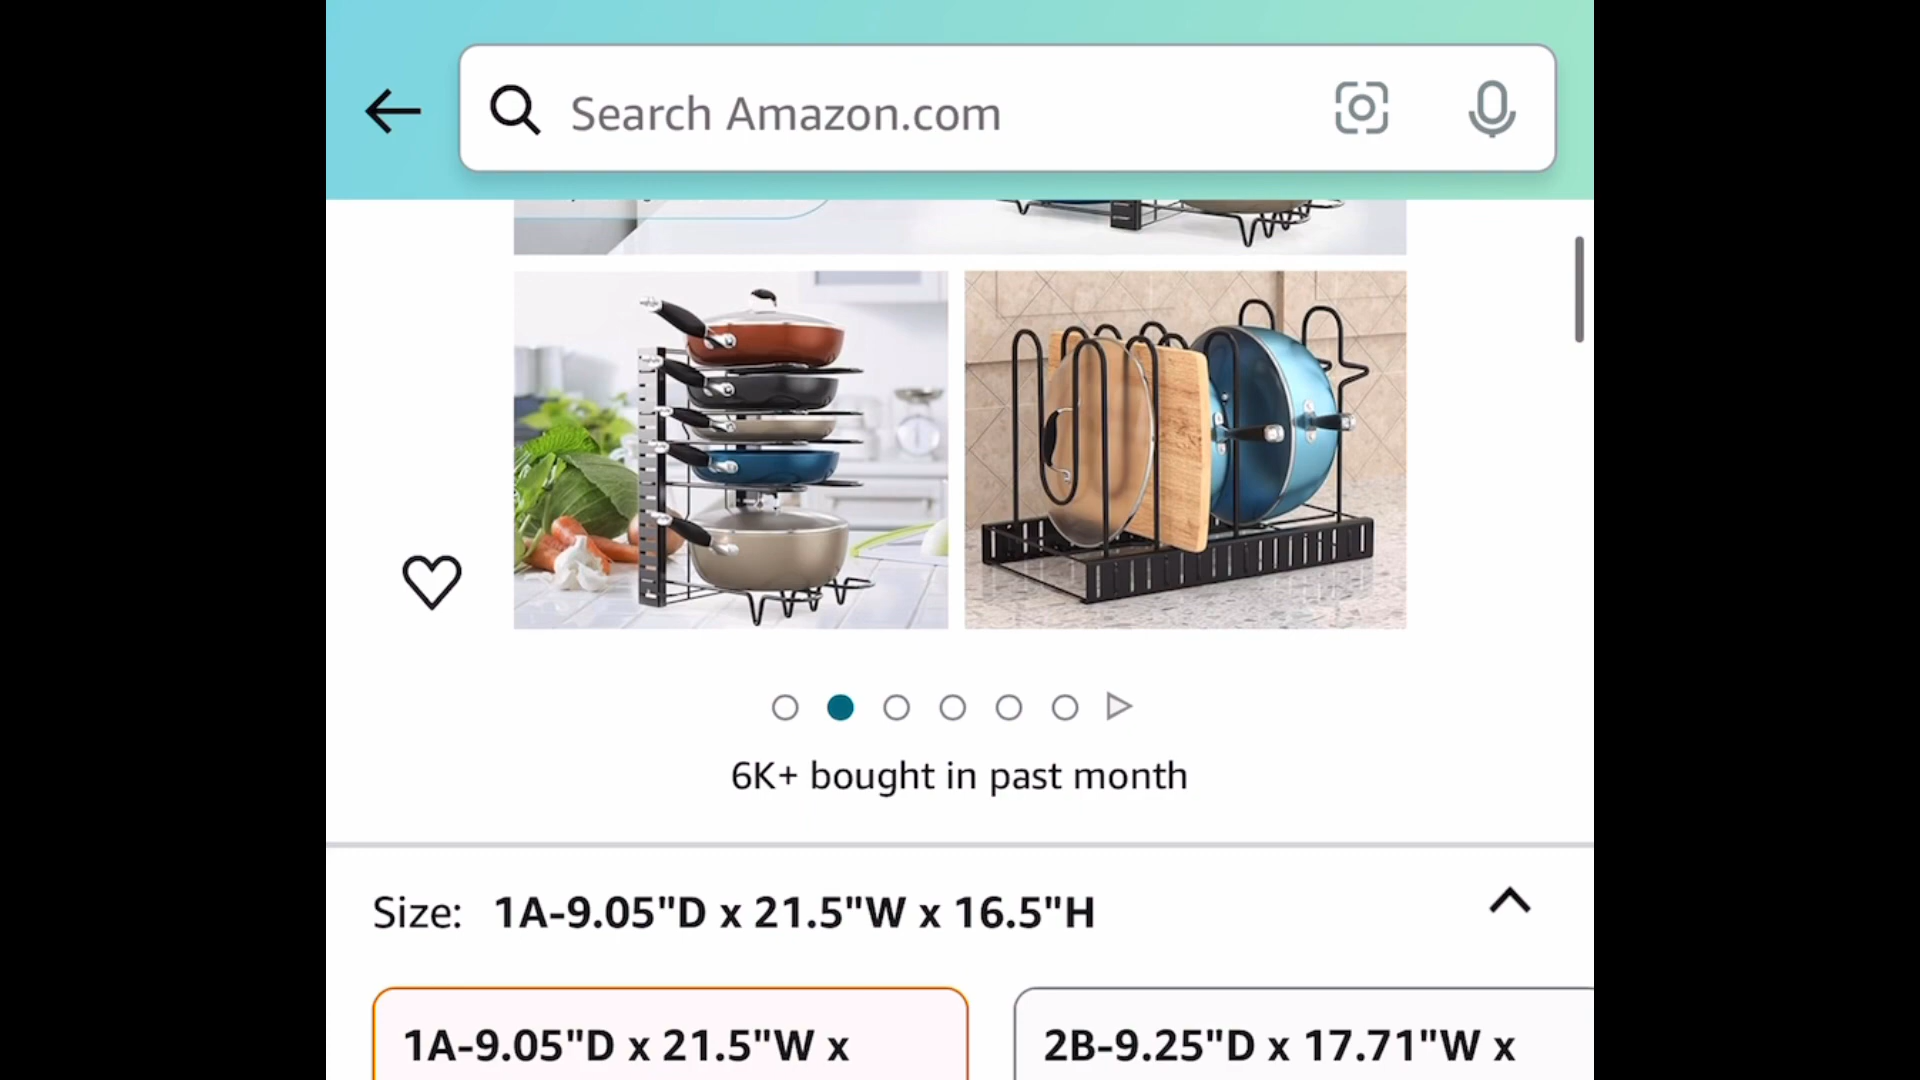 Search Amazon.com
6K+ bought in past month
Size: 1A-9.05"D x 21.5"W x 16.5"H
1A-9.05"D x 21.5"W x
2B-9.25"D x 17.71"W x